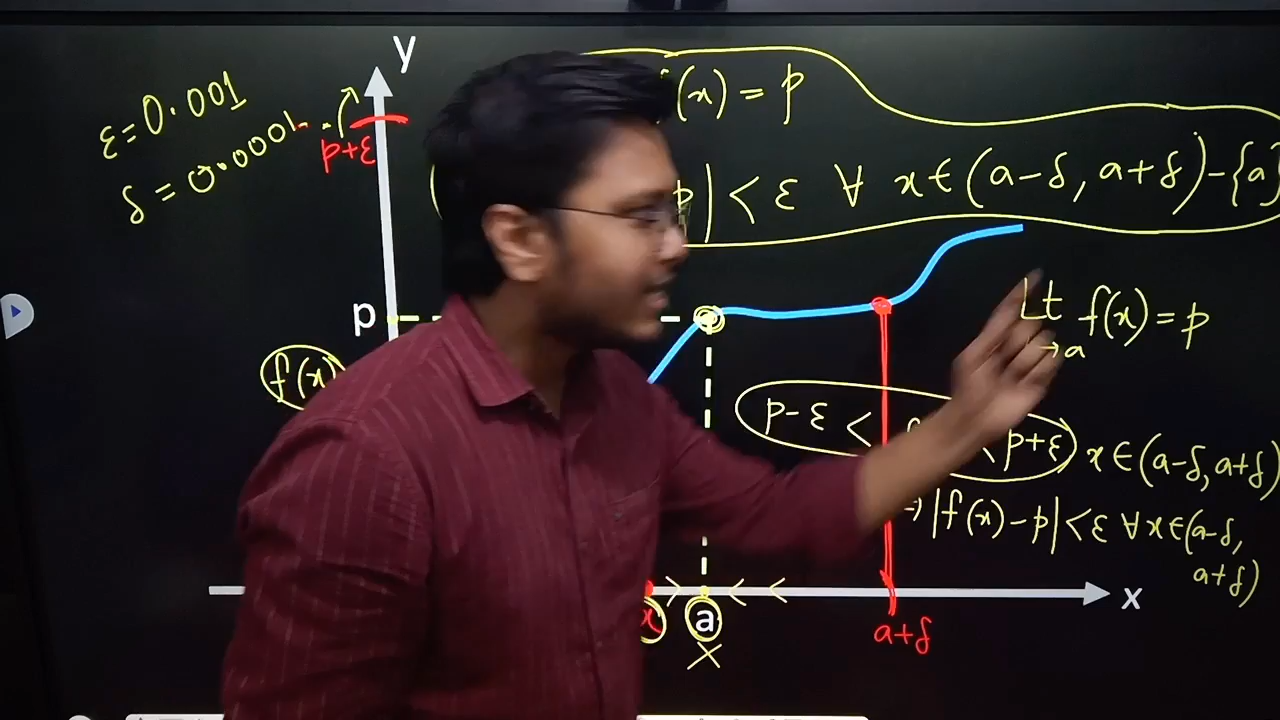 y
ε = 0.001
δ = 0.0001
p+ε
(x) = p
p| < ε ∀ x ∈ (a-δ, a+δ) - {a}
p
f(x)
Lt f(x) = p
→ a
p-ε < < p+ε x ∈ (a-δ, a+δ)
⇒ |f(x) - p| < ε ∀ x ∈ (a-δ,
a+δ)
x a x
a+δ
x